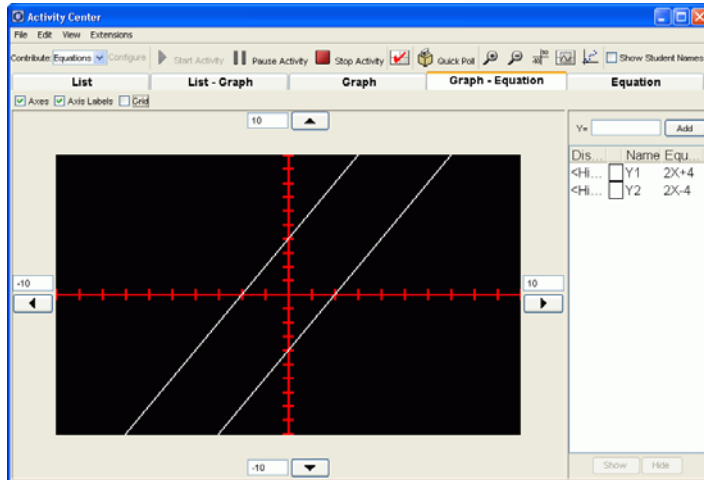 Activity Center
File Edit View Extensions
Contribute: Equations Configure Start Activity Pause Activity Stop Activity Quick Poll Show Student Names
List List - Graph Graph Graph - Equation Equation
Axes Axis Labels Grid
10
Y= Add
Dis... Name Equ...
<Hi... Y1 2X+4
<Hi... Y2 2X-4
-10 10
-10
Show Hide